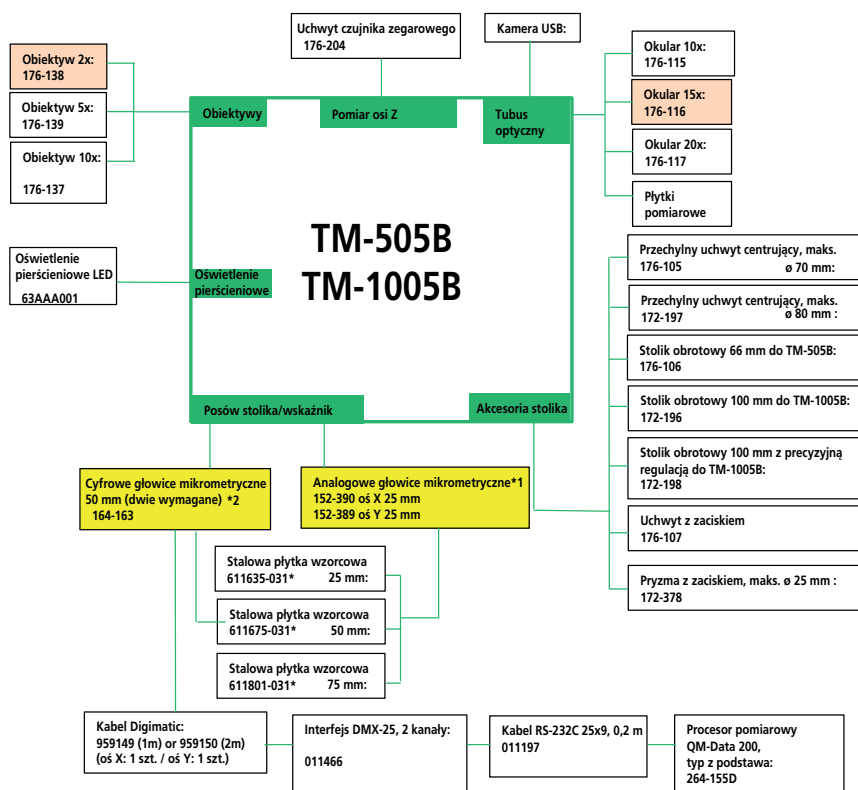 Uchwyt czujnika zegarowego
176-204
Kamera USB:
Obiektyw 2x:
176-138
Obiektyw 5x:
176-139
Obiektyw 10x:
176-137
Obiektywy
Pomiar osi Z
Tubus
optyczny
Okular 10x:
176-115
Okular 15x:
176-116
Okular 20x:
176-117
Płytki
pomiarowe
TM-505B
TM-1005B
Oświetlenie
pierścieniowe LED
63AAA001
Oświetlenie
pierścieniowe
Przechylny uchwyt centrujący, maks.
176-105 ø 70 mm:
Przechylny uchwyt centrujący, maks.
172-197 ø 80 mm :
Stolik obrotowy 66 mm do TM-505B:
176-106
Stolik obrotowy 100 mm do TM-1005B:
172-196
Stolik obrotowy 100 mm z precyzyjną
regulacją do TM-1005B:
172-198
Uchwyt z zaciskiem
176-107
Pryzma z zaciskiem, maks. ø 25 mm :
172-378
Posów stolika/wskaźnik
Akcesoria stolika
Cyfrowe głowice mikrometryczne
50 mm (dwie wymagane) *2
164-163
Analogowe głowice mikrometryczne*1
152-390 oś X 25 mm
152-389 oś Y 25 mm
Stalowa płytka wzorcowa
611635-031* 25 mm:
Stalowa płytka wzorcowa
611675-031* 50 mm:
Stalowa płytka wzorcowa
611801-031* 75 mm:
Kabel Digimatic:
959149 (1m) or 959150 (2m)
(oś X: 1 szt. / oś Y: 1 szt.)
Interfejs DMX-25, 2 kanały:
011466
Kabel RS-232C 25x9, 0,2 m
011197
Procesor pomiarowy
QM-Data 200,
typ z podstawa:
264-155D